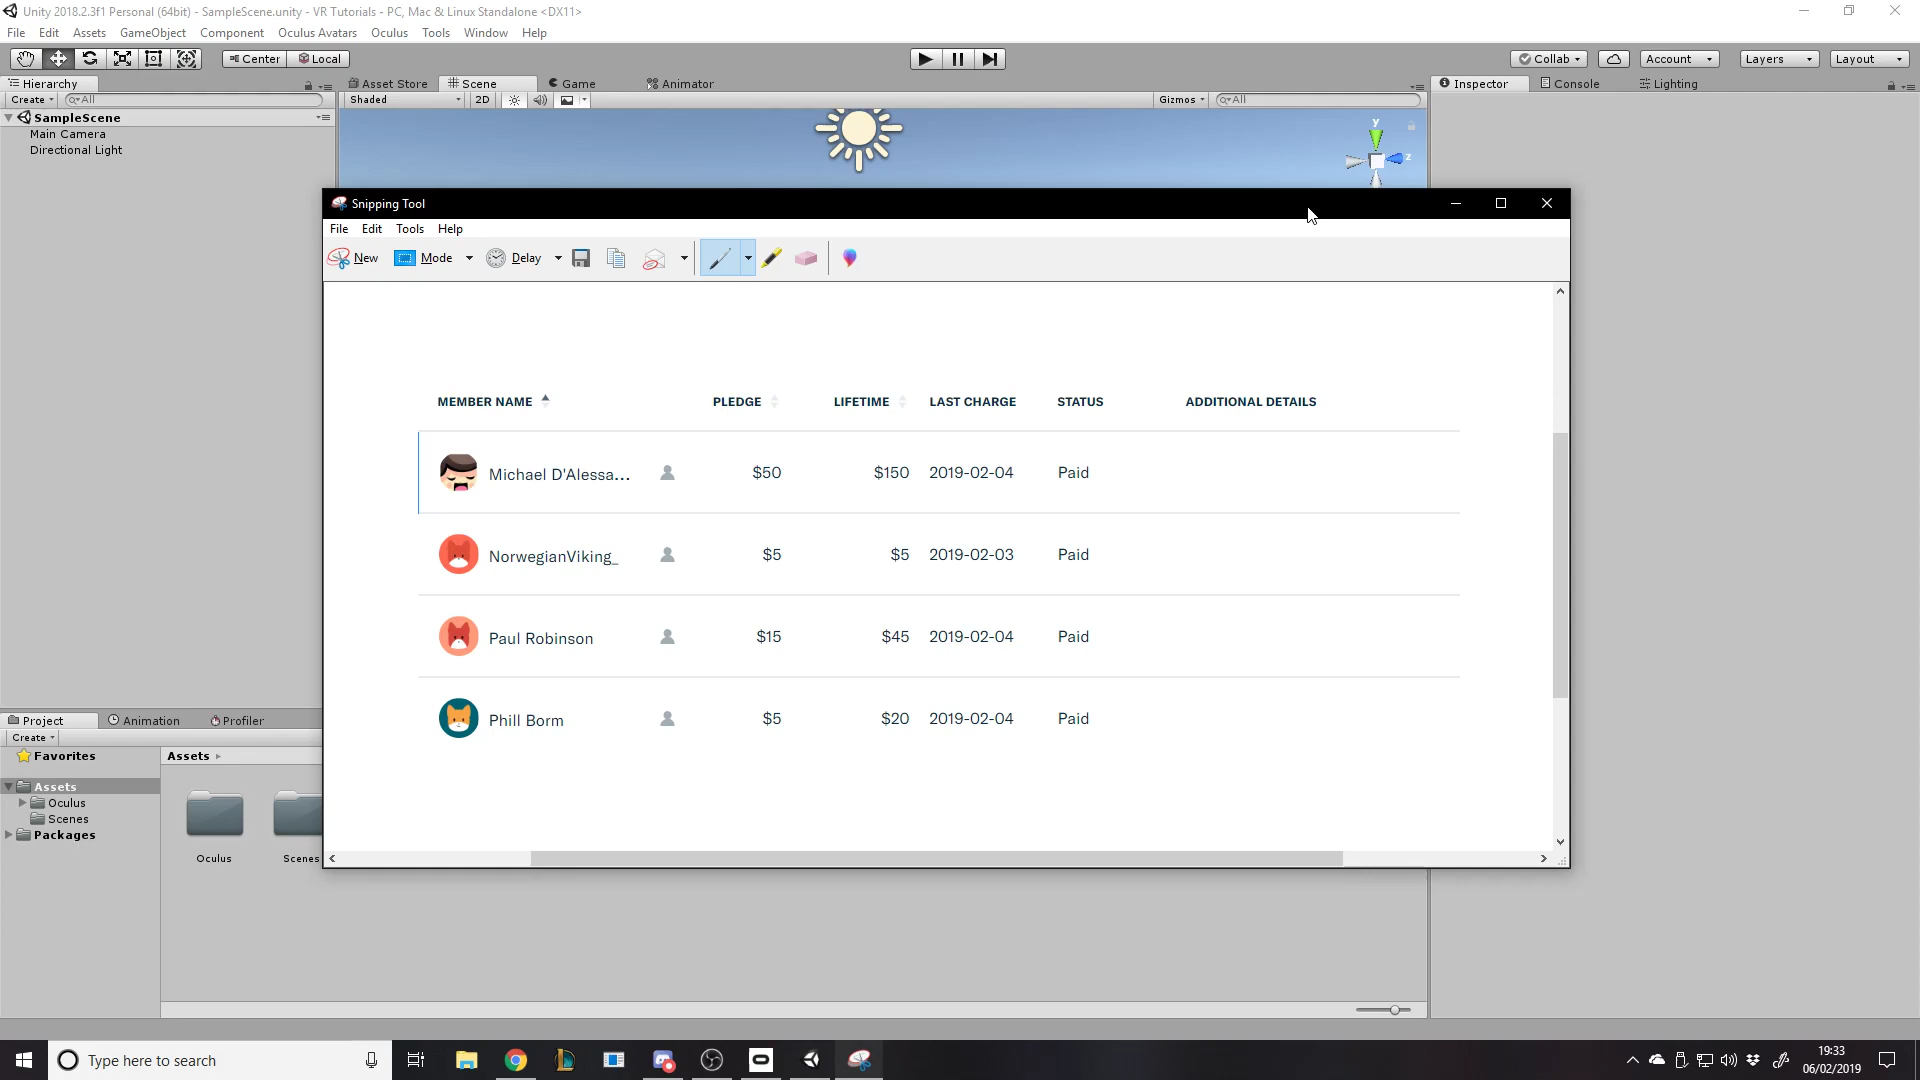 Unity 2018.2.3f1 Personal (64bit) - SampleScene.unity - VR Tutorials - PC, Mac & Linux Standalone <DX11>
File Edit Assets GameObject Component Oculus Avatars Oculus Tools Window Help
Center Local Collab Account Layers Layout
Hierarchy Asset Store Scene Game Animator Inspector Console Lighting
Create All Shaded 2D Gizmos All
SampleScene
Main Camera
Directional Light
y
z
Snipping Tool
File Edit Tools Help
New Mode Delay
MEMBER NAME PLEDGE LIFETIME LAST CHARGE STATUS ADDITIONAL DETAILS
Michael D'Alessa... $50 $150 2019-02-04 Paid
NorwegianViking_ $5 $5 2019-02-03 Paid
Paul Robinson $15 $45 2019-02-04 Paid
Phill Borm $5 $20 2019-02-04 Paid
Project Animation Profiler
Create
Favorites
Assets
Oculus
Scenes
Packages
Assets
Oculus Scenes
Type here to search
19:33
06/02/2019